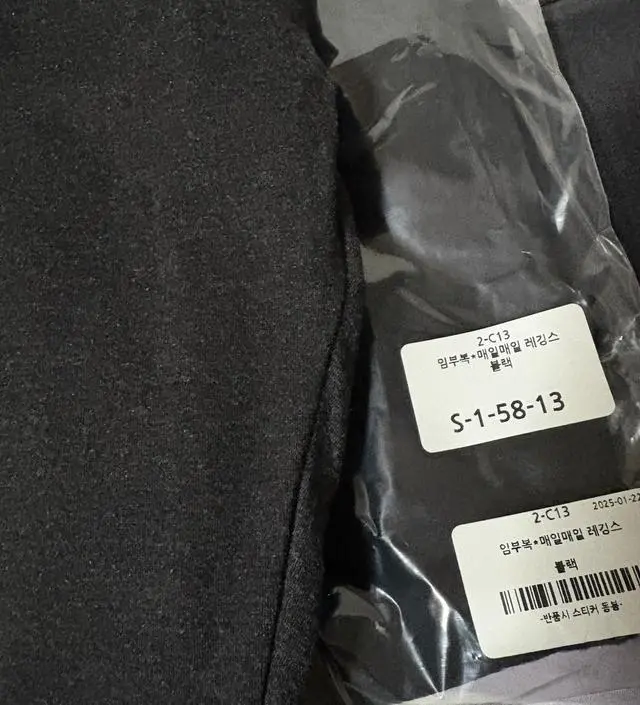 2-C13
임부복*매일매일 레깅스
블랙
S-1-58-13
2-C13 2025-01-22
임부복*매일매일 레깅스
블랙
-반품시 스티커 동봉-